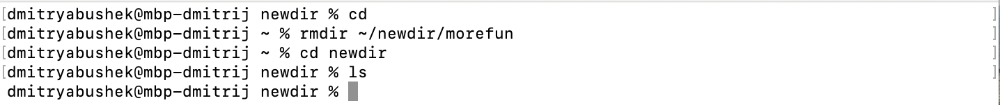 [dmitryabushek@mbp-dmitrij newdir % cd ]
[dmitryabushek@mbp-dmitrij ~ % rmdir ~/newdir/morefun ]
[dmitryabushek@mbp-dmitrij ~ % cd newdir ]
[dmitryabushek@mbp-dmitrij newdir % ls ]
dmitryabushek@mbp-dmitrij newdir %